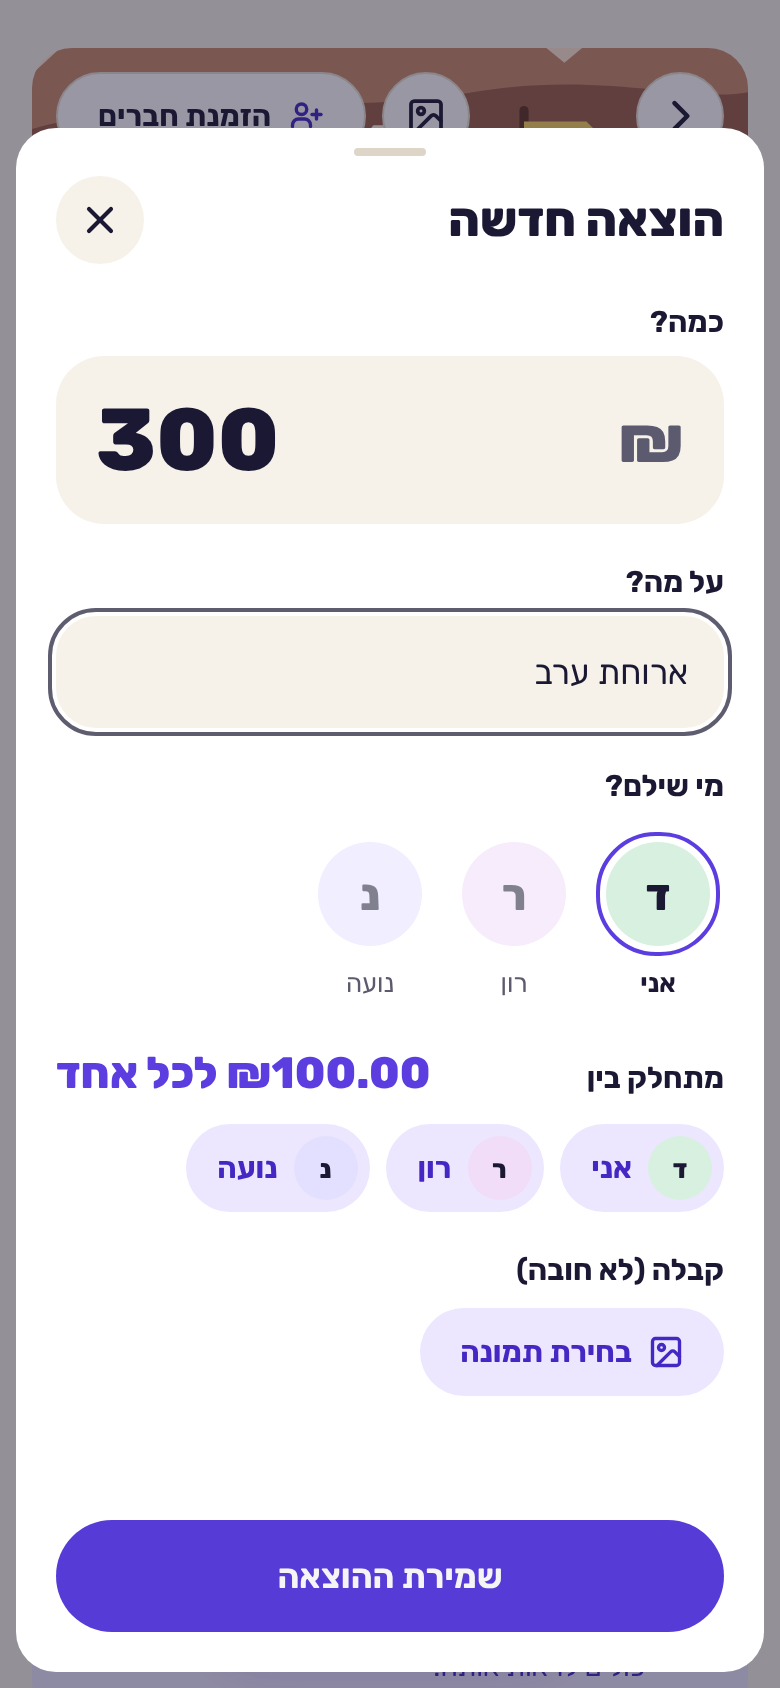 הזמנת חברים
הוצאה חדשה
כמה?
₪ 300
על מה?
ארוחת ערב
מי שילם?
ד ר נ
אני רון נועה
מתחלק בין ₪100.00 לכל אחד
ד אני ר רון נ נועה
קבלה (לא חובה)
בחירת תמונה
שמירת ההוצאה